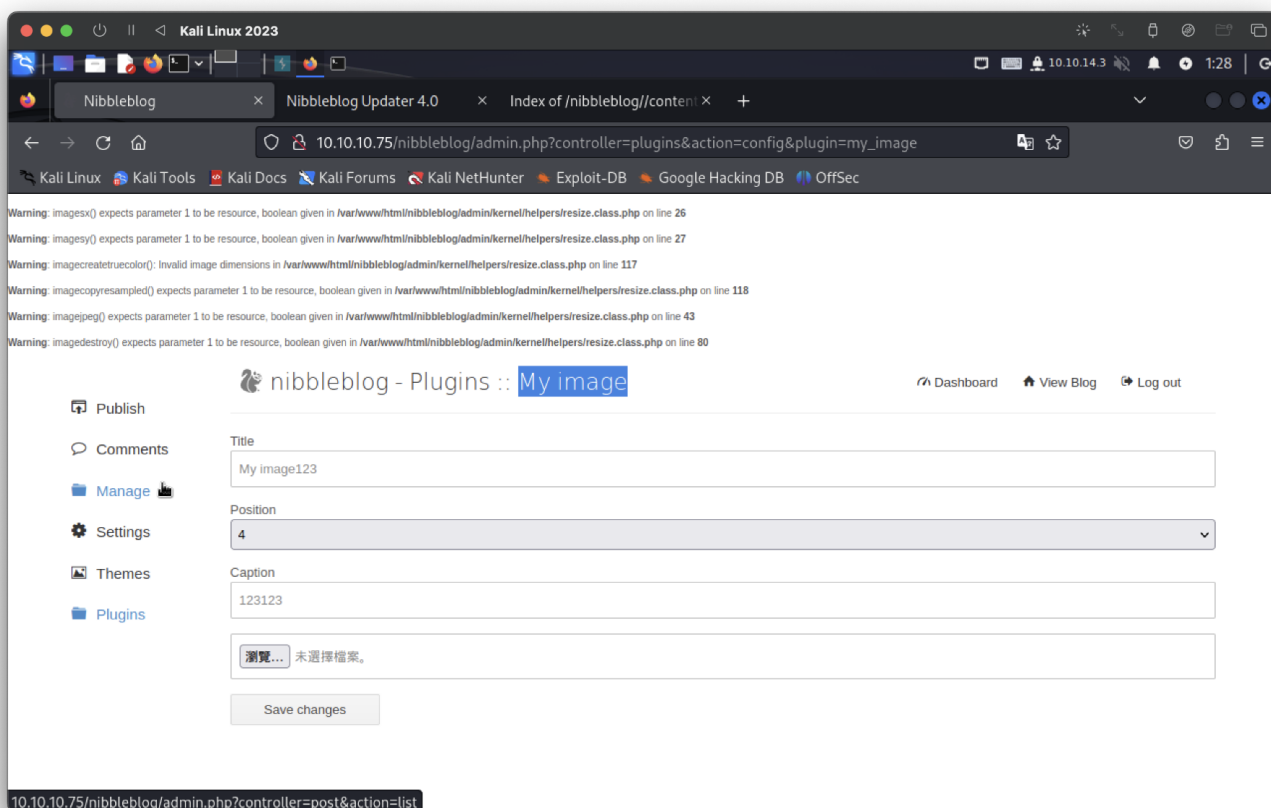 Kali Linux 2023
10.10.14.3 1:28
Nibbleblog Nibbleblog Updater 4.0 Index of /nibbleblog//content
10.10.10.75/nibbleblog/admin.php?controller=plugins&action=config&plugin=my_image
Kali Linux Kali Tools Kali Docs Kali Forums Kali NetHunter Exploit-DB Google Hacking DB OffSec
Warning: imagesx() expects parameter 1 to be resource, boolean given in /var/www/html/nibbleblog/admin/kernel/helpers/resize.class.php on line 26
Warning: imagesy() expects parameter 1 to be resource, boolean given in /var/www/html/nibbleblog/admin/kernel/helpers/resize.class.php on line 27
Warning: imagecreatetruecolor(): Invalid image dimensions in /var/www/html/nibbleblog/admin/kernel/helpers/resize.class.php on line 117
Warning: imagecopyresampled() expects parameter 1 to be resource, boolean given in /var/www/html/nibbleblog/admin/kernel/helpers/resize.class.php on line 118
Warning: imagejpeg() expects parameter 1 to be resource, boolean given in /var/www/html/nibbleblog/admin/kernel/helpers/resize.class.php on line 43
Warning: imagedestroy() expects parameter 1 to be resource, boolean given in /var/www/html/nibbleblog/admin/kernel/helpers/resize.class.php on line 80
nibbleblog - Plugins :: My image
Dashboard View Blog Log out
Publish
Comments
Manage
Settings
Themes
Plugins
Title
My image123
Position
4
Caption
123123
瀏覽... 未選擇檔案。
Save changes
10.10.10.75/nibbleblog/admin.php?controller=post&action=list